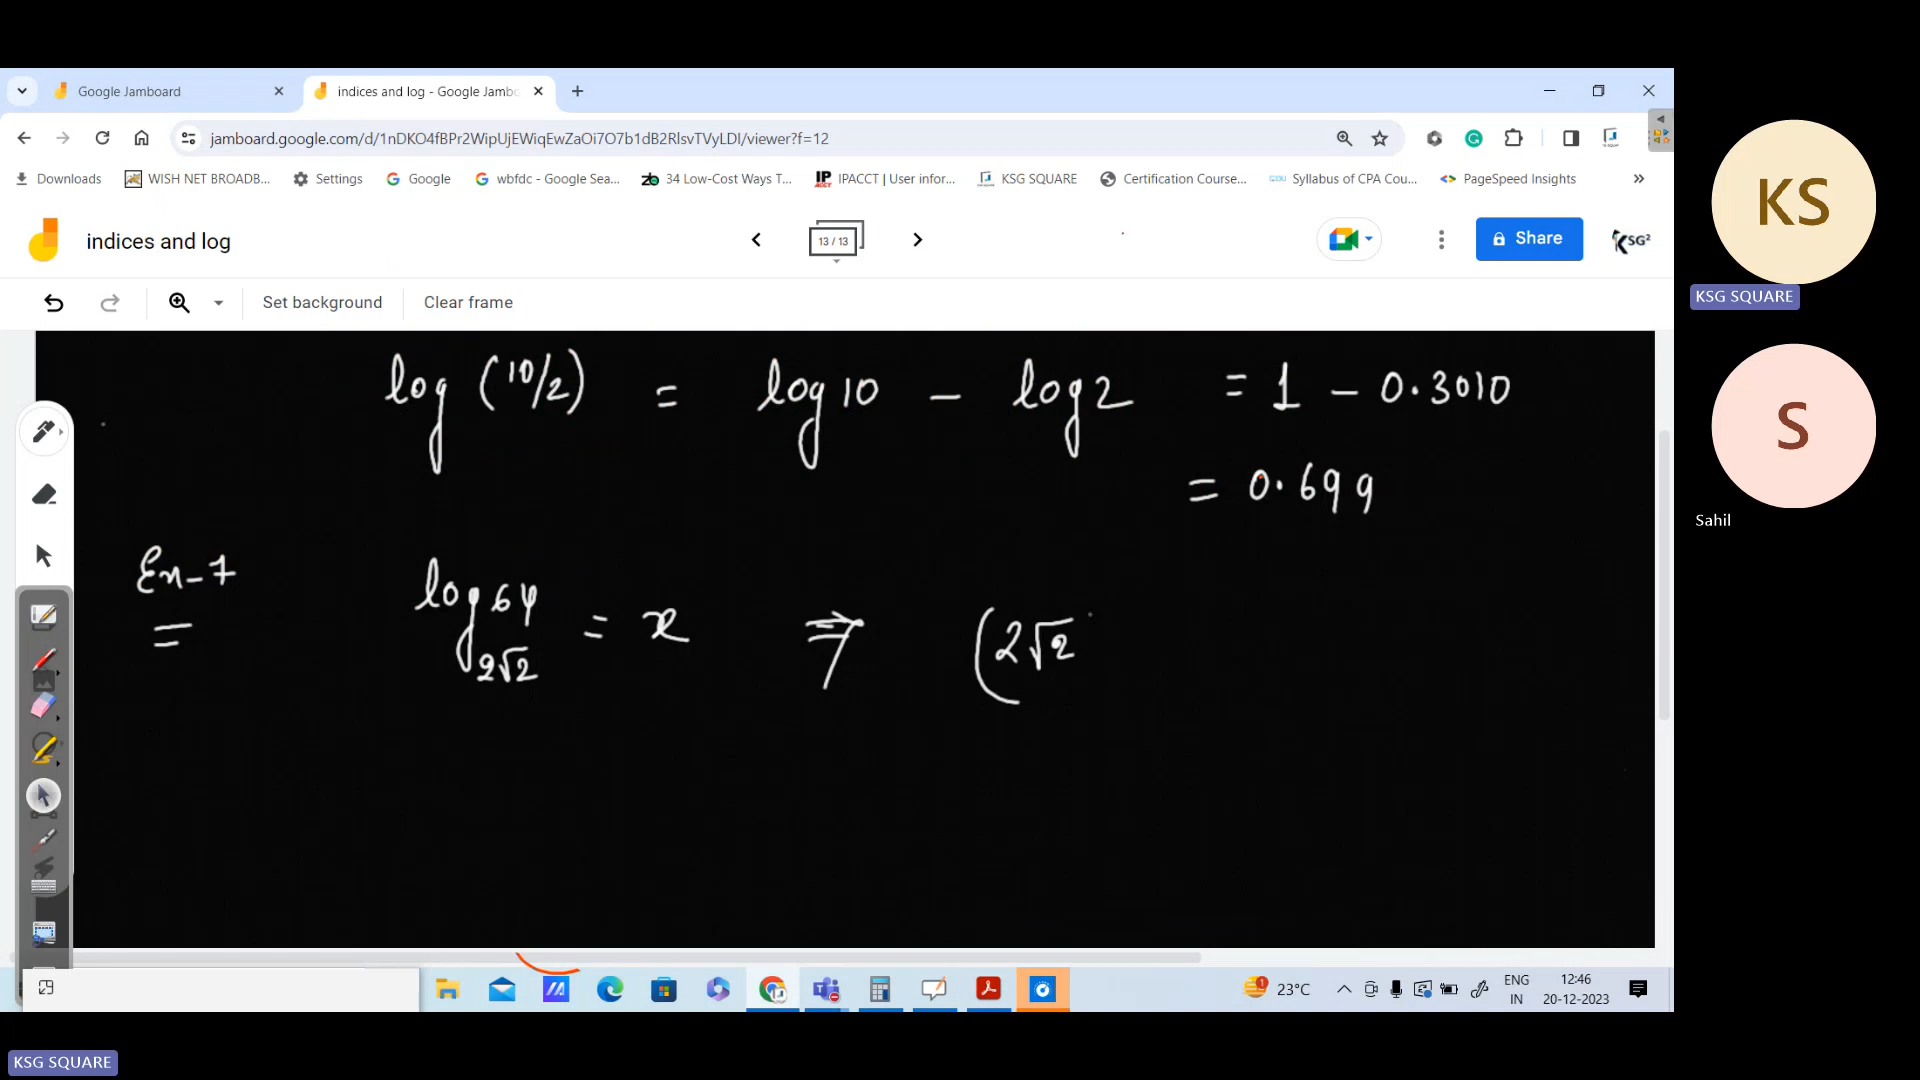 Google Jamboard
indices and log - Google Jambo
jamboard.google.com/d/1nDKO4fBPr2WipUjEWiqEwZaOi7O7b1dB2RlsvTVyLDI/viewer?f=12
Downloads WISH NET BROADB... Settings Google wbfdc - Google Sea... 34 Low-Cost Ways T... IPACCT | User infor... KSG SQUARE Certification Course... Syllabus of CPA Cou... PageSpeed Insights »
indices and log 13 / 13 Share KSG²
Set background Clear frame
log (10/2) = log 10 - log 2 = 1 - 0.3010
= 0.699
Ex-7 log₂√₂ 64 = x ⇒ (2√2
KS
KSG SQUARE
S
Sahil
23°C ENG 12:46
IN 20-12-2023
KSG SQUARE